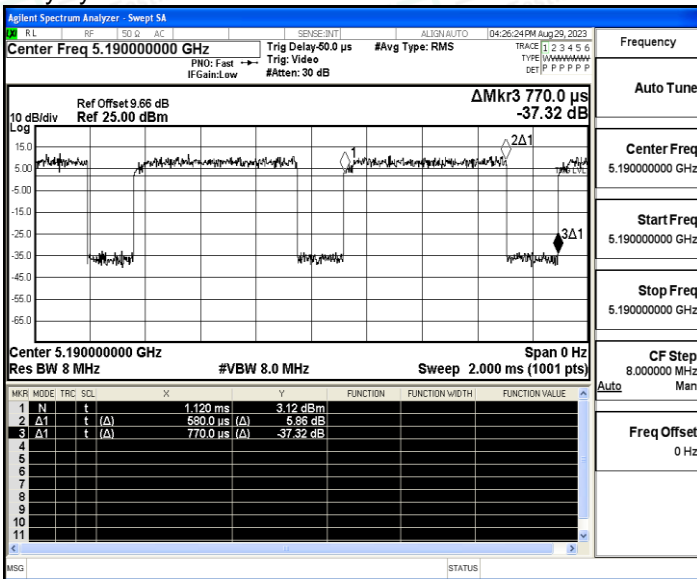 Agilent Spectrum Analyzer - Swept SA
RL RF 50 Ω AC SENSE:INT ALIGN AUTO 04:26:24 PM Aug 29, 2023
Center Freq 5.190000000 GHz Trig Delay-50.0 µs #Avg Type: RMS TRACE 1 2 3 4 5 6
PNO: Fast Trig: Video TYPE WWWWWW
IFGain:Low #Atten: 30 dB DET P P P P P P
ΔMkr3 770.0 µs
-37.32 dB
Ref Offset 9.66 dB
10 dB/div Ref 25.00 dBm
Log
15.0
5.00
-5.00
-15.0
-25.0
-35.0
-45.0
-55.0
-65.0
1
2Δ1
TRIG LVL
3Δ1
Center 5.190000000 GHz Span 0 Hz
Res BW 8 MHz #VBW 8.0 MHz Sweep 2.000 ms (1001 pts)
MKR MODE TRC SCL X Y FUNCTION FUNCTION WIDTH FUNCTION VALUE
1 N t 1.120 ms 3.12 dBm
2 Δ1 t (Δ) 580.0 µs (Δ) 5.86 dB
3 Δ1 t (Δ) 770.0 µs (Δ) -37.32 dB
4
5
6
7
8
9
10
11
MSG STATUS
Frequency
Auto Tune
Center Freq
5.190000000 GHz
Start Freq
5.190000000 GHz
Stop Freq
5.190000000 GHz
CF Step
8.000000 MHz
Auto Man
Freq Offset
0 Hz